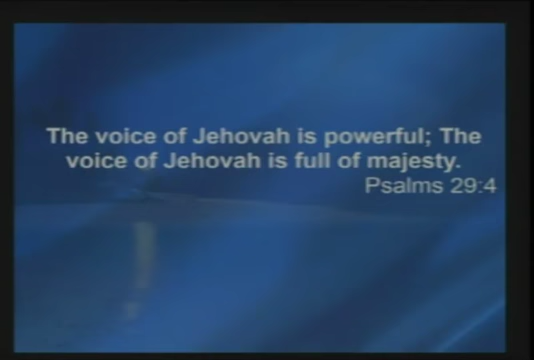 The voice of Jehovah is powerful; The
voice of Jehovah is full of majesty.
Psalms 29:4